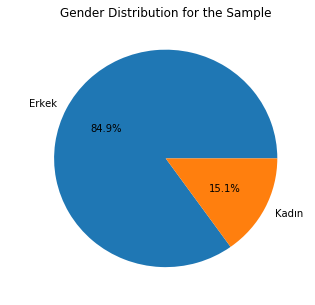 Gender Distribution for the Sample
Erkek
84.9%
15.1%
Kadın